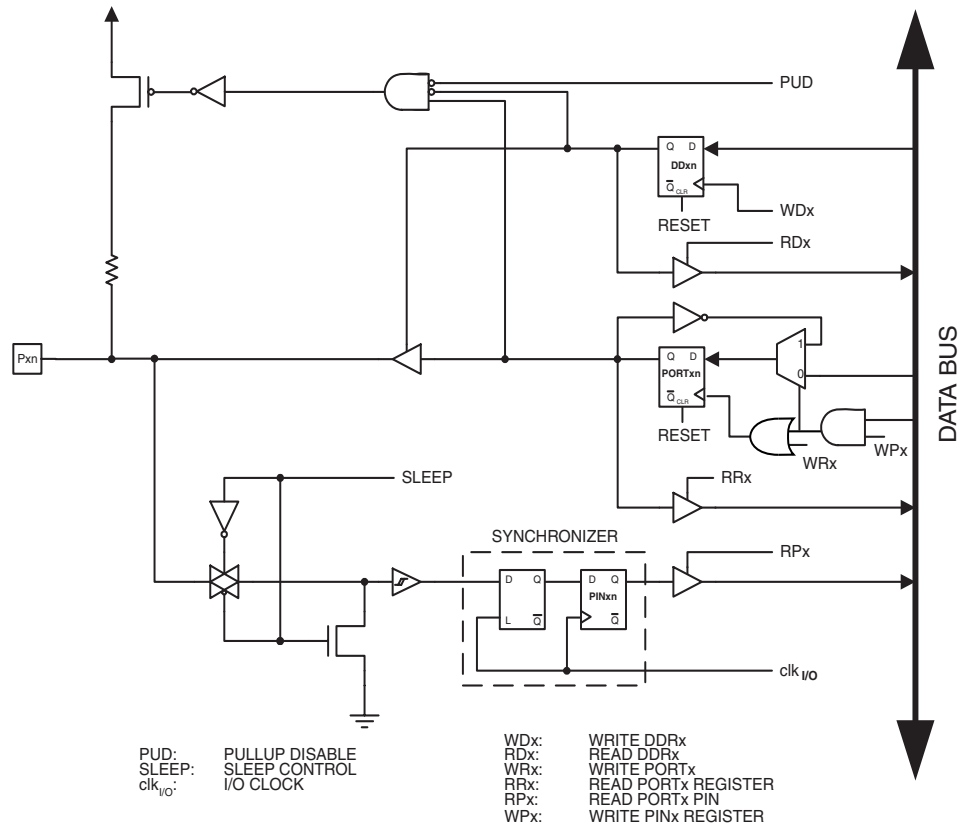 PUD
Q D
DDxn
Q CLR
WDx
RESET
RDx
Pxn
1
Q D
PORTxn
0
Q CLR
RESET
WRx
WPx
DATA BUS
SLEEP
RRx
SYNCHRONIZER
RPx
D Q
D Q
PINxn
L Q
Q
clk I/O
PUD: PULLUP DISABLE
SLEEP: SLEEP CONTROL
clkI/O: I/O CLOCK
WDx: WRITE DDRx
RDx: READ DDRx
WRx: WRITE PORTx
RRx: READ PORTx REGISTER
RPx: READ PORTx PIN
WPx: WRITE PINx REGISTER